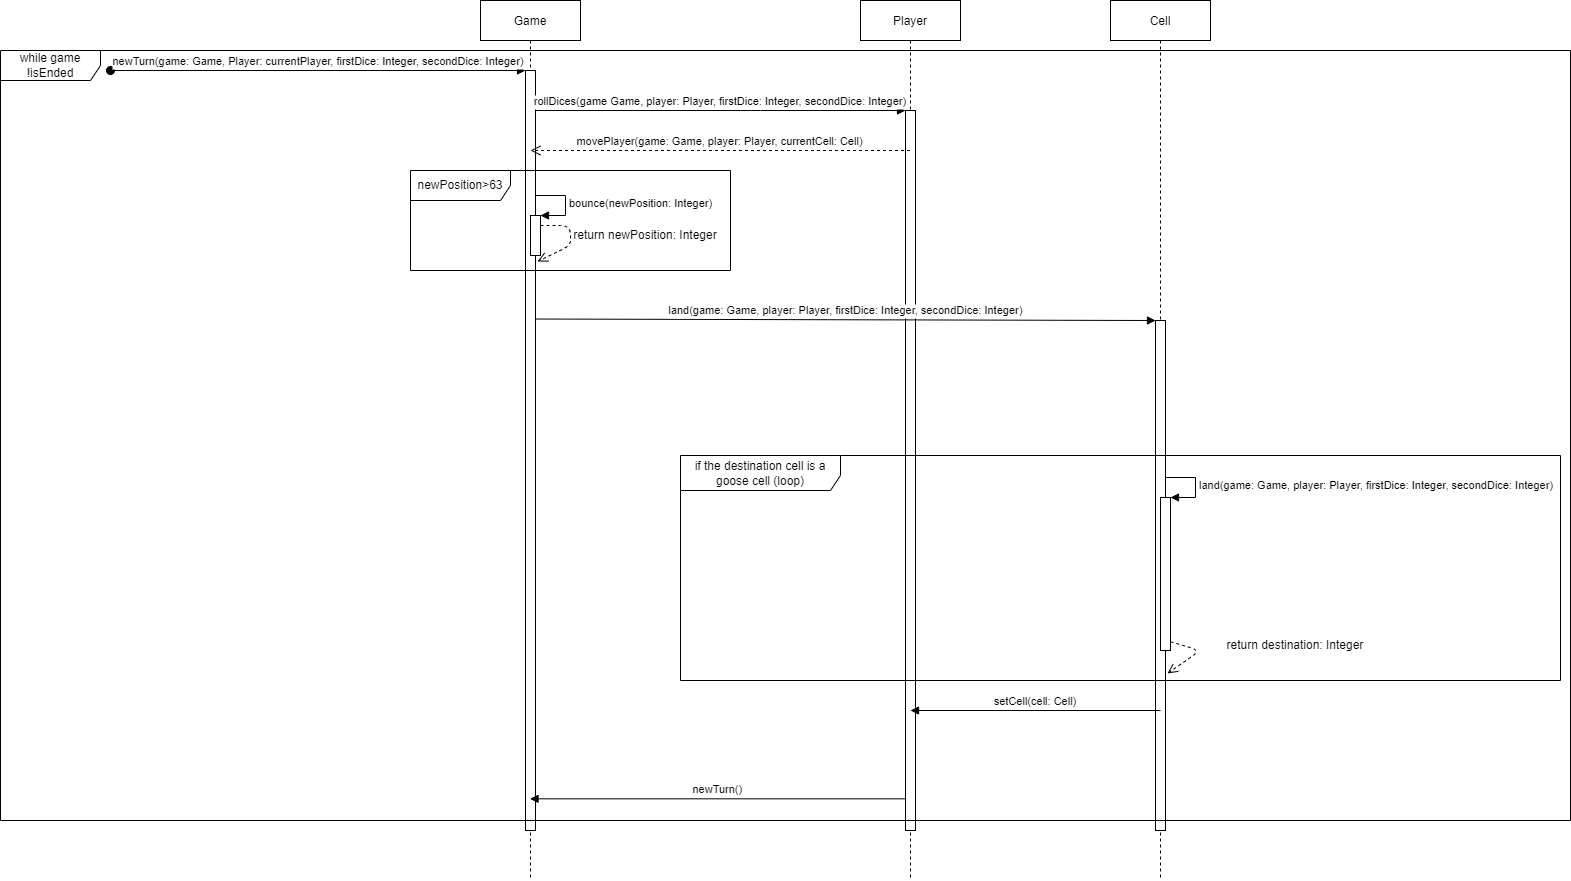 Game
Player
Cell
while game
!isEnded
newTurn(game: Game, Player: currentPlayer, firstDice: Integer, secondDice: Integer)
rollDices(game Game, player: Player, firstDice: Integer, secondDice: Integer)
movePlayer(game: Game, player: Player, currentCell: Cell)
newPosition>63
bounce(newPosition: Integer)
return newPosition: Integer
land(game: Game, player: Player, firstDice: Integer, secondDice: Integer)
if the destination cell is a
goose cell (loop)
land(game: Game, player: Player, firstDice: Integer, secondDice: Integer)
return destination: Integer
setCell(cell: Cell)
newTurn()